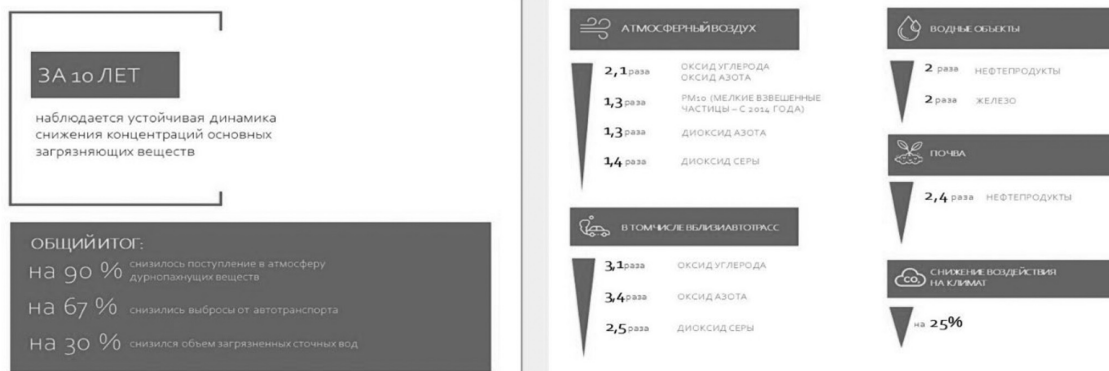 ЗА 10 ЛЕТ
наблюдается устойчивая динамика
снижения концентраций основных
загрязняющих веществ
ОБЩИЙ ИТОГ:
на 90 % снизилось поступление в атмосферу
дурнопахнущих веществ
на 67 % снизились выбросы от автотранспорта
на 30 % снизился объем загрязненных сточных вод
АТМОСФЕРНЫЙ ВОЗДУХ
2,1 раза ОКСИД УГЛЕРОДА
ОКСИД АЗОТА
1,3 раза PM10 (МЕЛКИЕ ВЗВЕШЕННЫЕ
ЧАСТИЦЫ – С 2014 ГОДА)
1,3 раза ДИОКСИД АЗОТА
1,4 раза ДИОКСИД СЕРЫ
В ТОМ ЧИСЛЕ ВБЛИЗИ АВТОТРАСС
3,1 раза ОКСИД УГЛЕРОДА
3,4 раза ОКСИД АЗОТА
2,5 раза ДИОКСИД СЕРЫ
ВОДНЫЕ ОБЪЕКТЫ
2 раза НЕФТЕПРОДУКТЫ
2 раза ЖЕЛЕЗО
ПОЧВА
2,4 раза НЕФТЕПРОДУКТЫ
CO₂
СНИЖЕНИЕ ВОЗДЕЙСТВИЯ
НА КЛИМАТ
на 25%